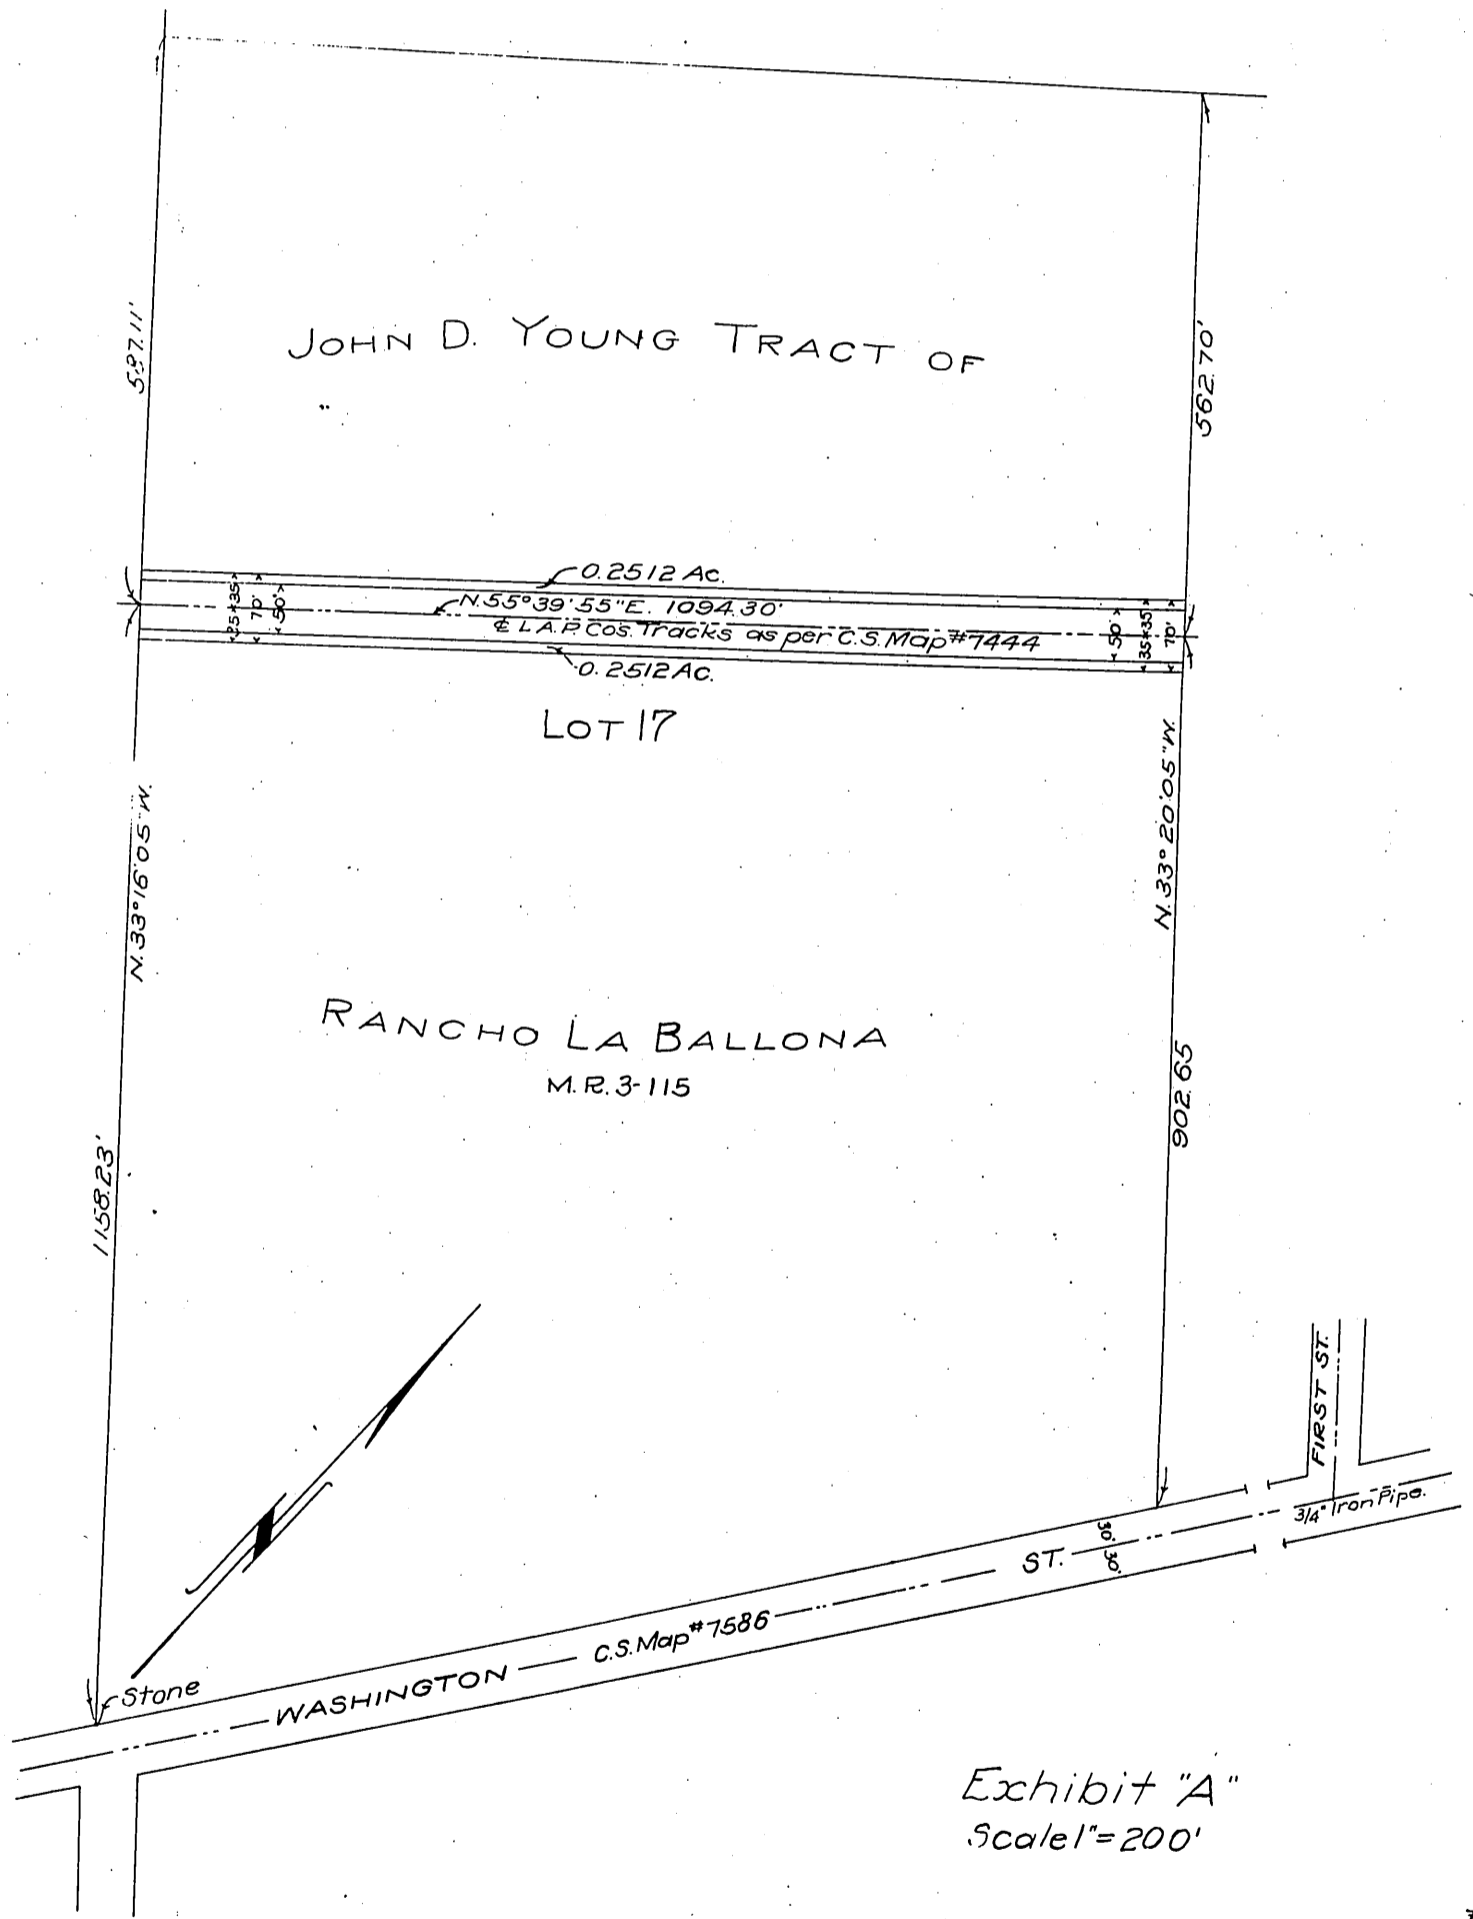 JOHN D. YOUNG TRACT OF
562.70'
0.2512 Ac.
N.55°39'55"E. 1094.30'
℄ L.A.P. Cos. Tracks as per C.S. Map #7444
35' 35'
70'
50'
50'
35' 35'
70'
0.2512 Ac.
LOT 17
N.33°16'05"W.
N.33°20'05"W.
RANCHO LA BALLONA
M.R. 3-115
902.65
1158.23'
FIRST ST.
3/4" Iron Pipe.
30' 30'
Stone
WASHINGTON C.S. Map #7586 ST.
Exhibit "A"
Scale 1"=200'